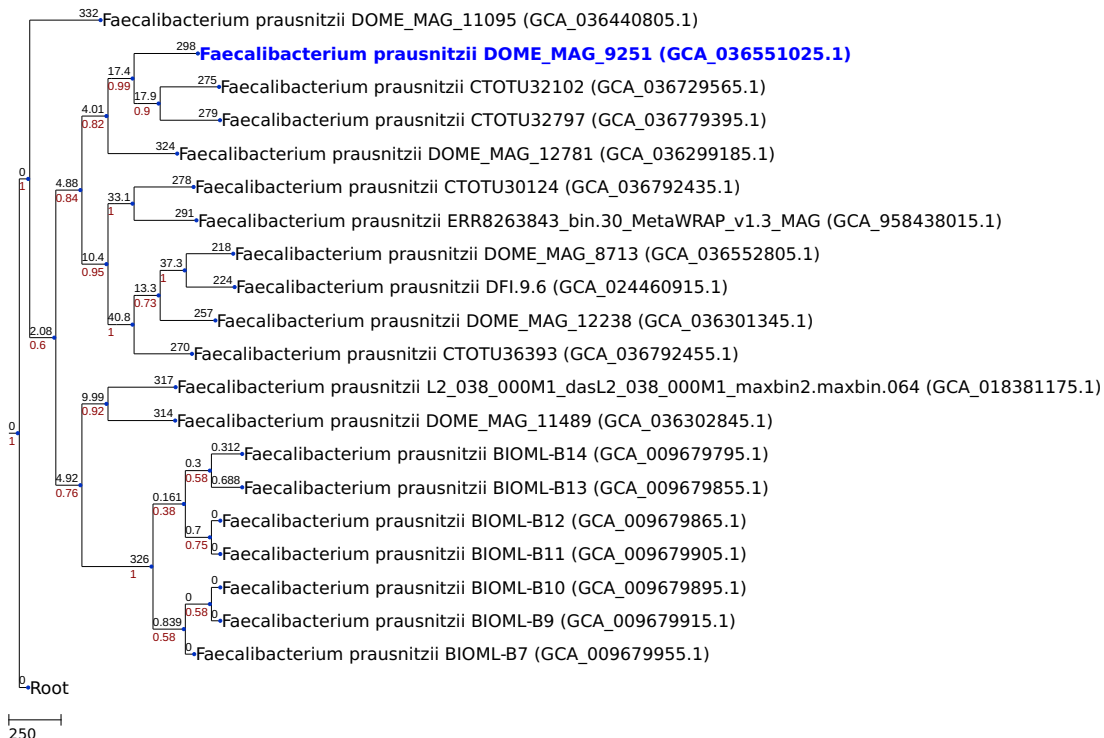 332 Faecalibacterium prausnitzii DOME_MAG_11095 (GCA_036440805.1)
298 Faecalibacterium prausnitzii DOME_MAG_9251 (GCA_036551025.1)
17.4
0.99
275 Faecalibacterium prausnitzii CTOTU32102 (GCA_036729565.1)
17.9
0.9
4.01
0.82
279 Faecalibacterium prausnitzii CTOTU32797 (GCA_036779395.1)
324 Faecalibacterium prausnitzii DOME_MAG_12781 (GCA_036299185.1)
0
1
4.88
0.84
278 Faecalibacterium prausnitzii CTOTU30124 (GCA_036792435.1)
33.1
1
291 Faecalibacterium prausnitzii ERR8263843_bin.30_MetaWRAP_v1.3_MAG (GCA_958438015.1)
10.4
0.95
218 Faecalibacterium prausnitzii DOME_MAG_8713 (GCA_036552805.1)
37.3
1
224 Faecalibacterium prausnitzii DFI.9.6 (GCA_024460915.1)
13.3
0.73
257 Faecalibacterium prausnitzii DOME_MAG_12238 (GCA_036301345.1)
40.8
1
2.08
0.6
270 Faecalibacterium prausnitzii CTOTU36393 (GCA_036792455.1)
317 Faecalibacterium prausnitzii L2_038_000M1_dasL2_038_000M1_maxbin2.maxbin.064 (GCA_018381175.1)
9.99
0.92
314 Faecalibacterium prausnitzii DOME_MAG_11489 (GCA_036302845.1)
0
1
0.312 Faecalibacterium prausnitzii BIOML-B14 (GCA_009679795.1)
0.3
0.58
4.92
0.76
0.688 Faecalibacterium prausnitzii BIOML-B13 (GCA_009679855.1)
0.161
0.38
0 Faecalibacterium prausnitzii BIOML-B12 (GCA_009679865.1)
0.7
0.75
0 Faecalibacterium prausnitzii BIOML-B11 (GCA_009679905.1)
326
1
0 Faecalibacterium prausnitzii BIOML-B10 (GCA_009679895.1)
0
0.58
0 Faecalibacterium prausnitzii BIOML-B9 (GCA_009679915.1)
0.839
0.58
0 Faecalibacterium prausnitzii BIOML-B7 (GCA_009679955.1)
0 Root
250